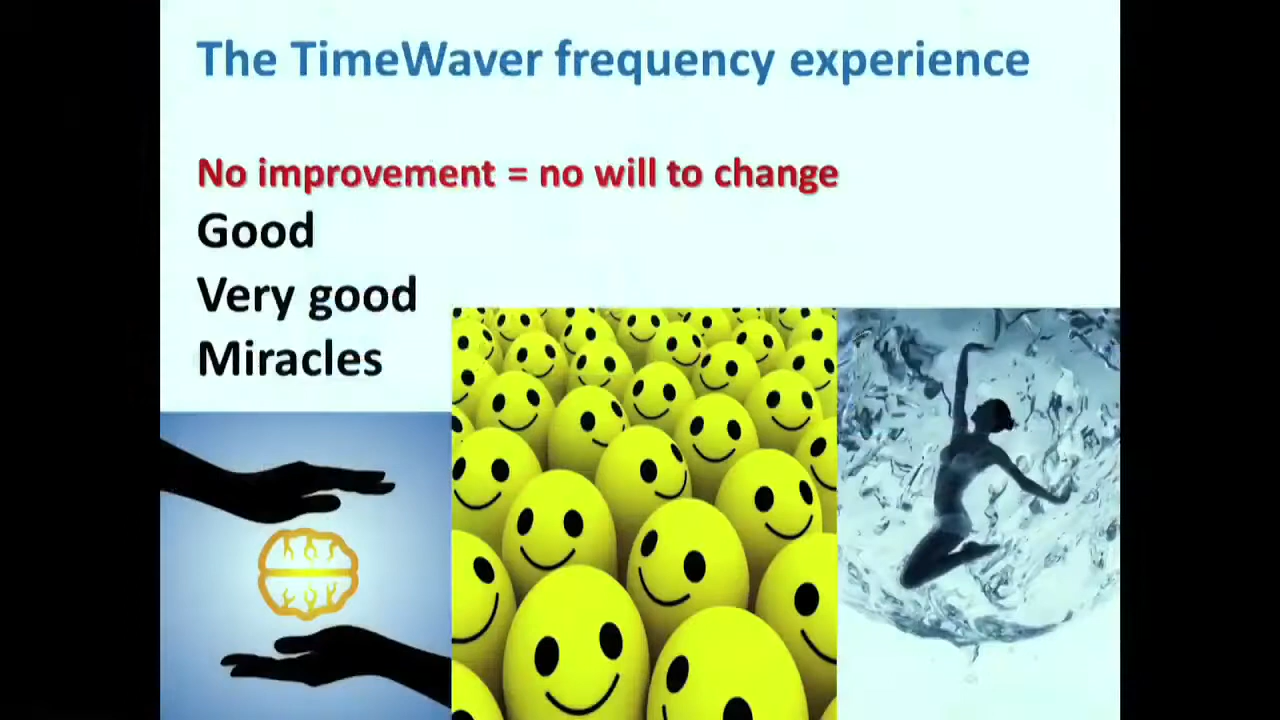 The TimeWaver frequency experience
No improvement = no will to change
Good
Very good
Miracles